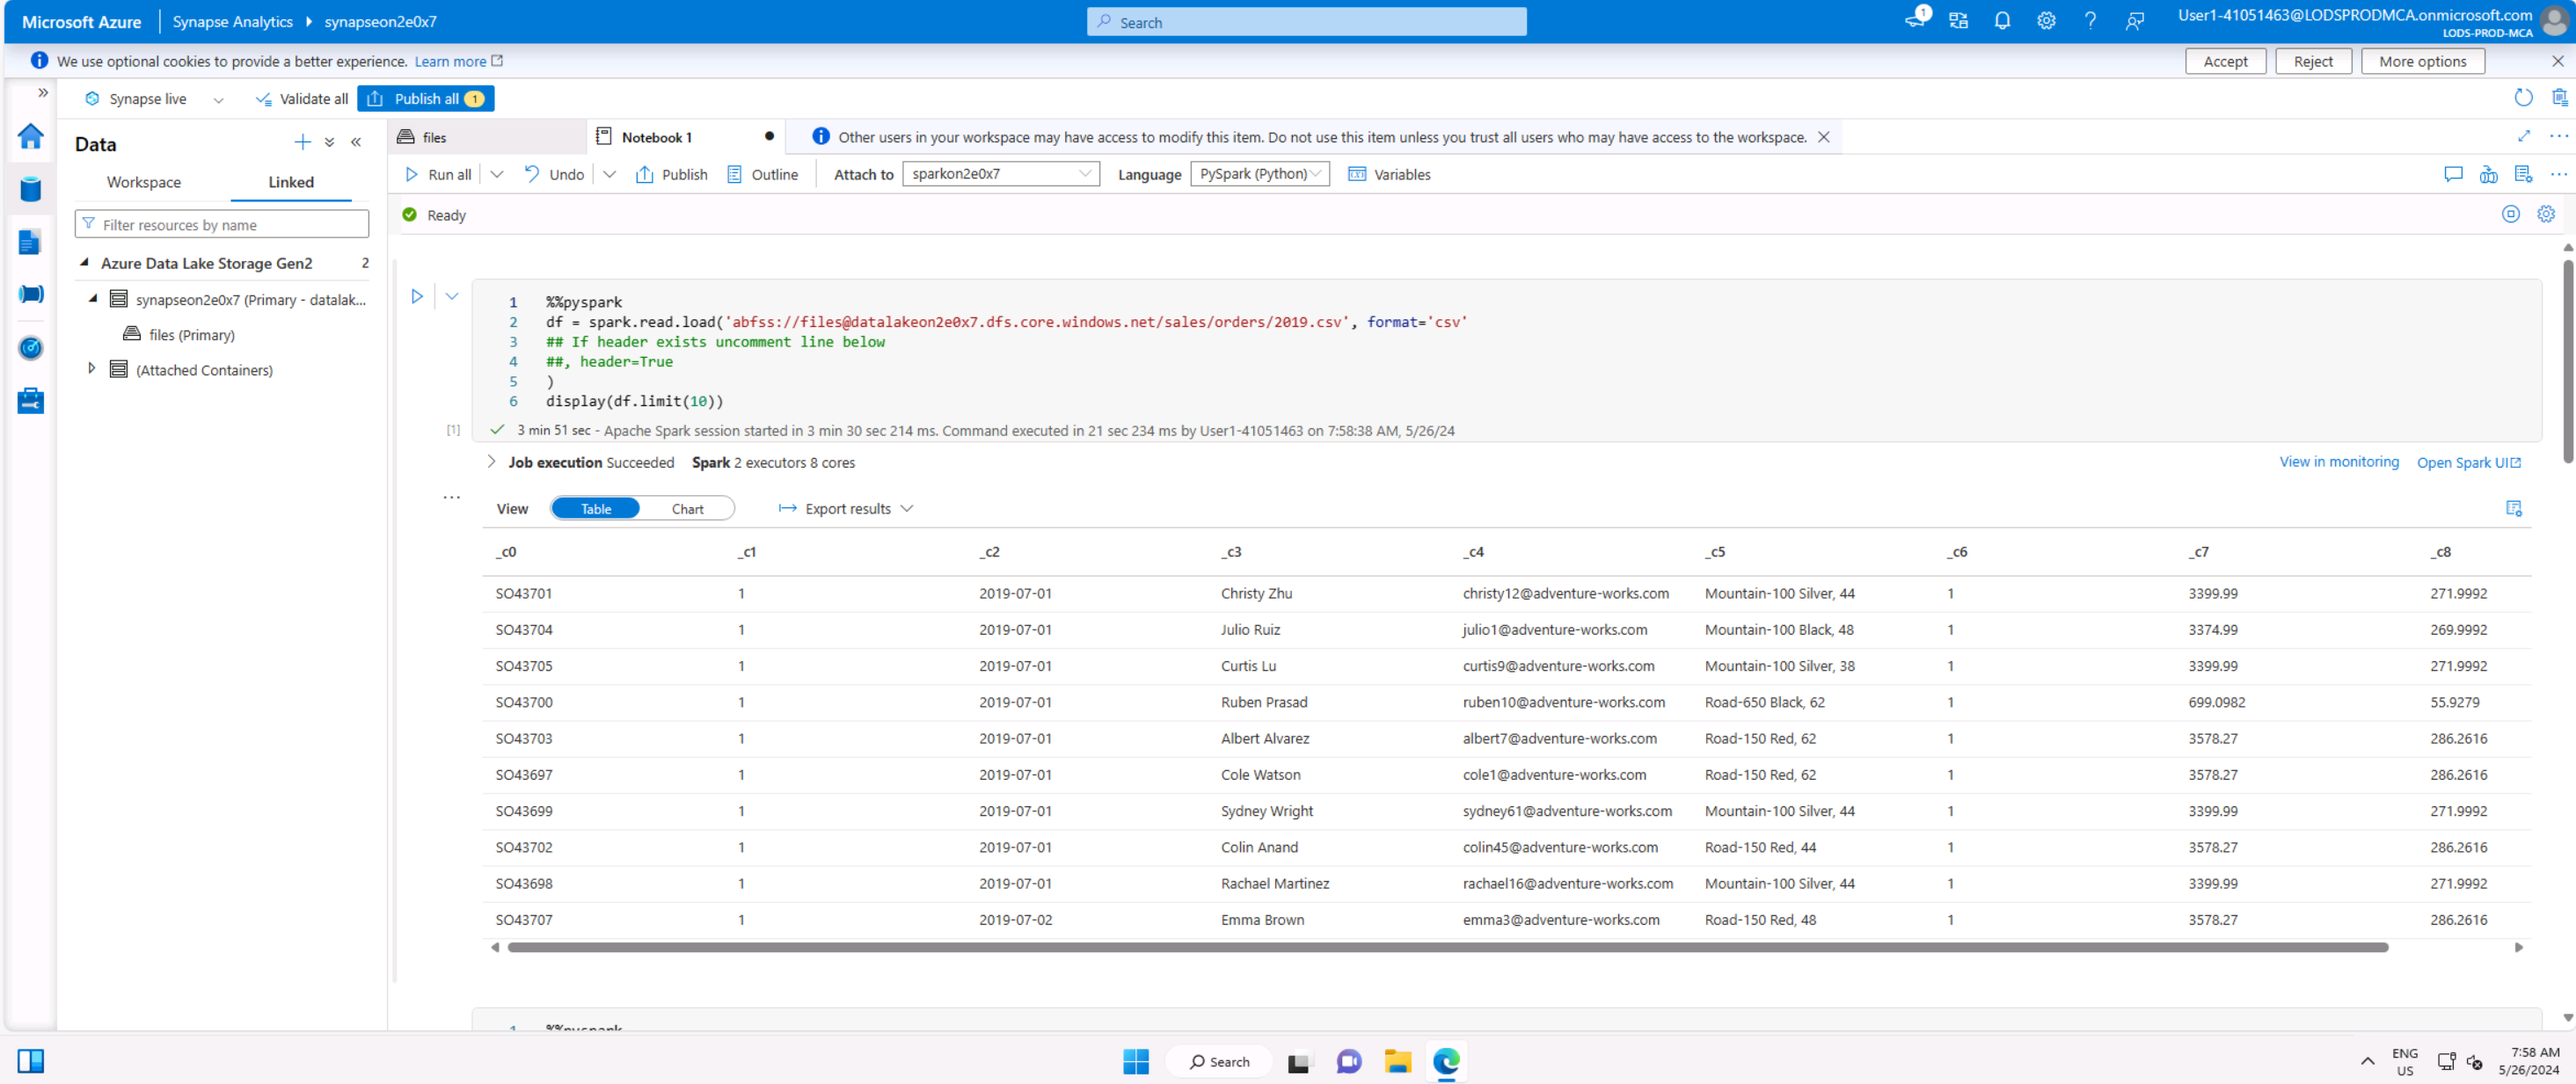 Microsoft Azure Synapse Analytics synapseon2e0x7 Search 1 User1-41051463@LODSPRODMCA.onmicrosoft.com
LODS-PROD-MCA
We use optional cookies to provide a better experience. Learn more Accept Reject More options
Synapse live Validate all Publish all 1
Data
Workspace Linked
Filter resources by name
Azure Data Lake Storage Gen2 2
synapseon2e0x7 (Primary - datalak...
files (Primary)
(Attached Containers)
files Notebook 1 Other users in your workspace may have access to modify this item. Do not use this item unless you trust all users who may have access to the workspace.
Run all Undo Publish Outline Attach to sparkon2e0x7 Language PySpark (Python) Variables
Ready
1 %%pyspark
2 df = spark.read.load('abfss://files@datalakeon2e0x7.dfs.core.windows.net/sales/orders/2019.csv', format='csv'
3 ## If header exists uncomment line below
4 ##, header=True
5 )
6 display(df.limit(10))
[1] 3 min 51 sec - Apache Spark session started in 3 min 30 sec 214 ms. Command executed in 21 sec 234 ms by User1-41051463 on 7:58:38 AM, 5/26/24
Job execution Succeeded Spark 2 executors 8 cores View in monitoring Open Spark UI
View Table Chart Export results
_c0 _c1 _c2 _c3 _c4 _c5 _c6 _c7 _c8
SO43701 1 2019-07-01 Christy Zhu christy12@adventure-works.com Mountain-100 Silver, 44 1 3399.99 271.9992
SO43704 1 2019-07-01 Julio Ruiz julio1@adventure-works.com Mountain-100 Black, 48 1 3374.99 269.9992
SO43705 1 2019-07-01 Curtis Lu curtis9@adventure-works.com Mountain-100 Silver, 38 1 3399.99 271.9992
SO43700 1 2019-07-01 Ruben Prasad ruben10@adventure-works.com Road-650 Black, 62 1 699.0982 55.9279
SO43703 1 2019-07-01 Albert Alvarez albert7@adventure-works.com Road-150 Red, 62 1 3578.27 286.2616
SO43697 1 2019-07-01 Cole Watson cole1@adventure-works.com Road-150 Red, 62 1 3578.27 286.2616
SO43699 1 2019-07-01 Sydney Wright sydney61@adventure-works.com Mountain-100 Silver, 44 1 3399.99 271.9992
SO43702 1 2019-07-01 Colin Anand colin45@adventure-works.com Road-150 Red, 44 1 3578.27 286.2616
SO43698 1 2019-07-01 Rachael Martinez rachael16@adventure-works.com Mountain-100 Silver, 44 1 3399.99 271.9992
SO43707 1 2019-07-02 Emma Brown emma3@adventure-works.com Road-150 Red, 48 1 3578.27 286.2616
1 %%pyspark
Search ENG US 7:58 AM
5/26/2024